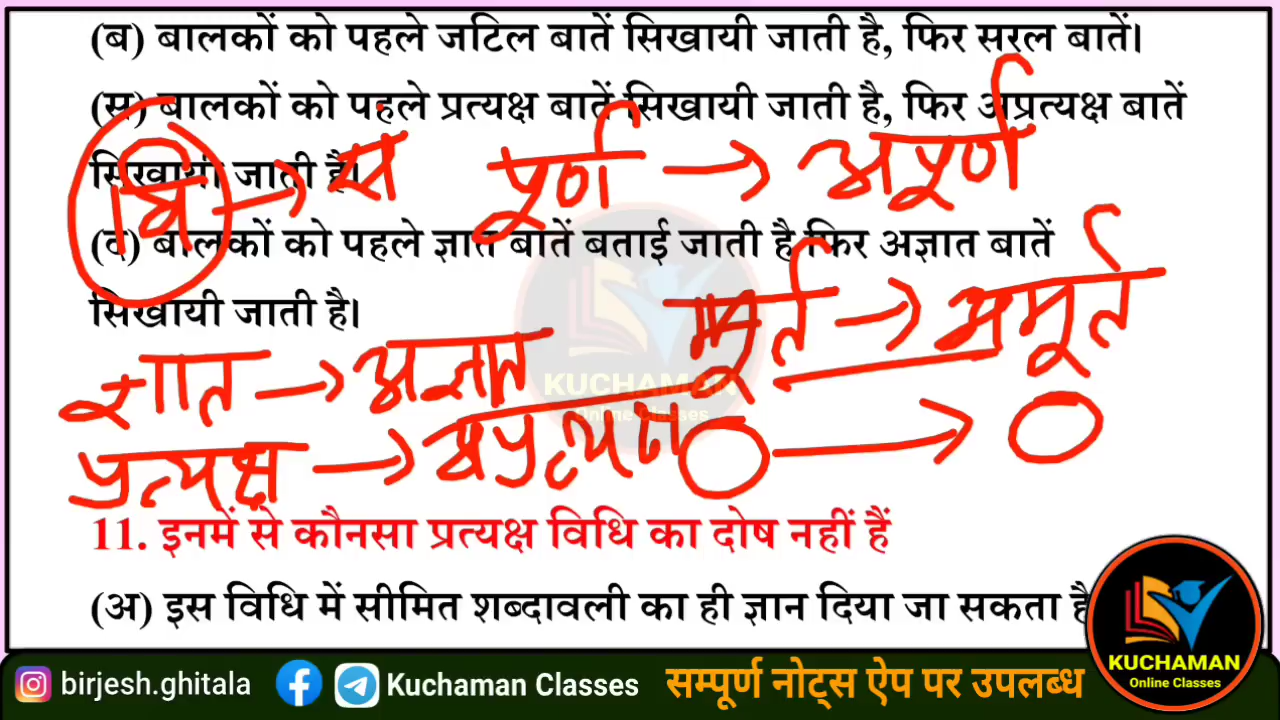 (ब) बालकों को पहले जटिल बातें सिखायी जाती है, फिर सरल बातें।
(स) बालकों को पहले प्रत्यक्ष बातें सिखायी जाती है, फिर अप्रत्यक्ष बातें
सिखायी जाती है।
वि → सं पूर्ण → अपूर्ण
(द) बालकों को पहले ज्ञात बातें बताई जाती है फिर अज्ञात बातें
सिखायी जाती है।
मूर्त → अमूर्त
ज्ञात → अज्ञात
KUCHAMAN
Online Classes
प्रत्यक्ष → अप्रत्यक्ष
11. इनमें से कौनसा प्रत्यक्ष विधि का दोष नहीं हैं
(अ) इस विधि में सीमित शब्दावली का ही ज्ञान दिया जा सकता है
KUCHAMAN
Online Classes
birjesh.ghitala Kuchaman Classes सम्पूर्ण नोट्स ऐप पर उपलब्ध